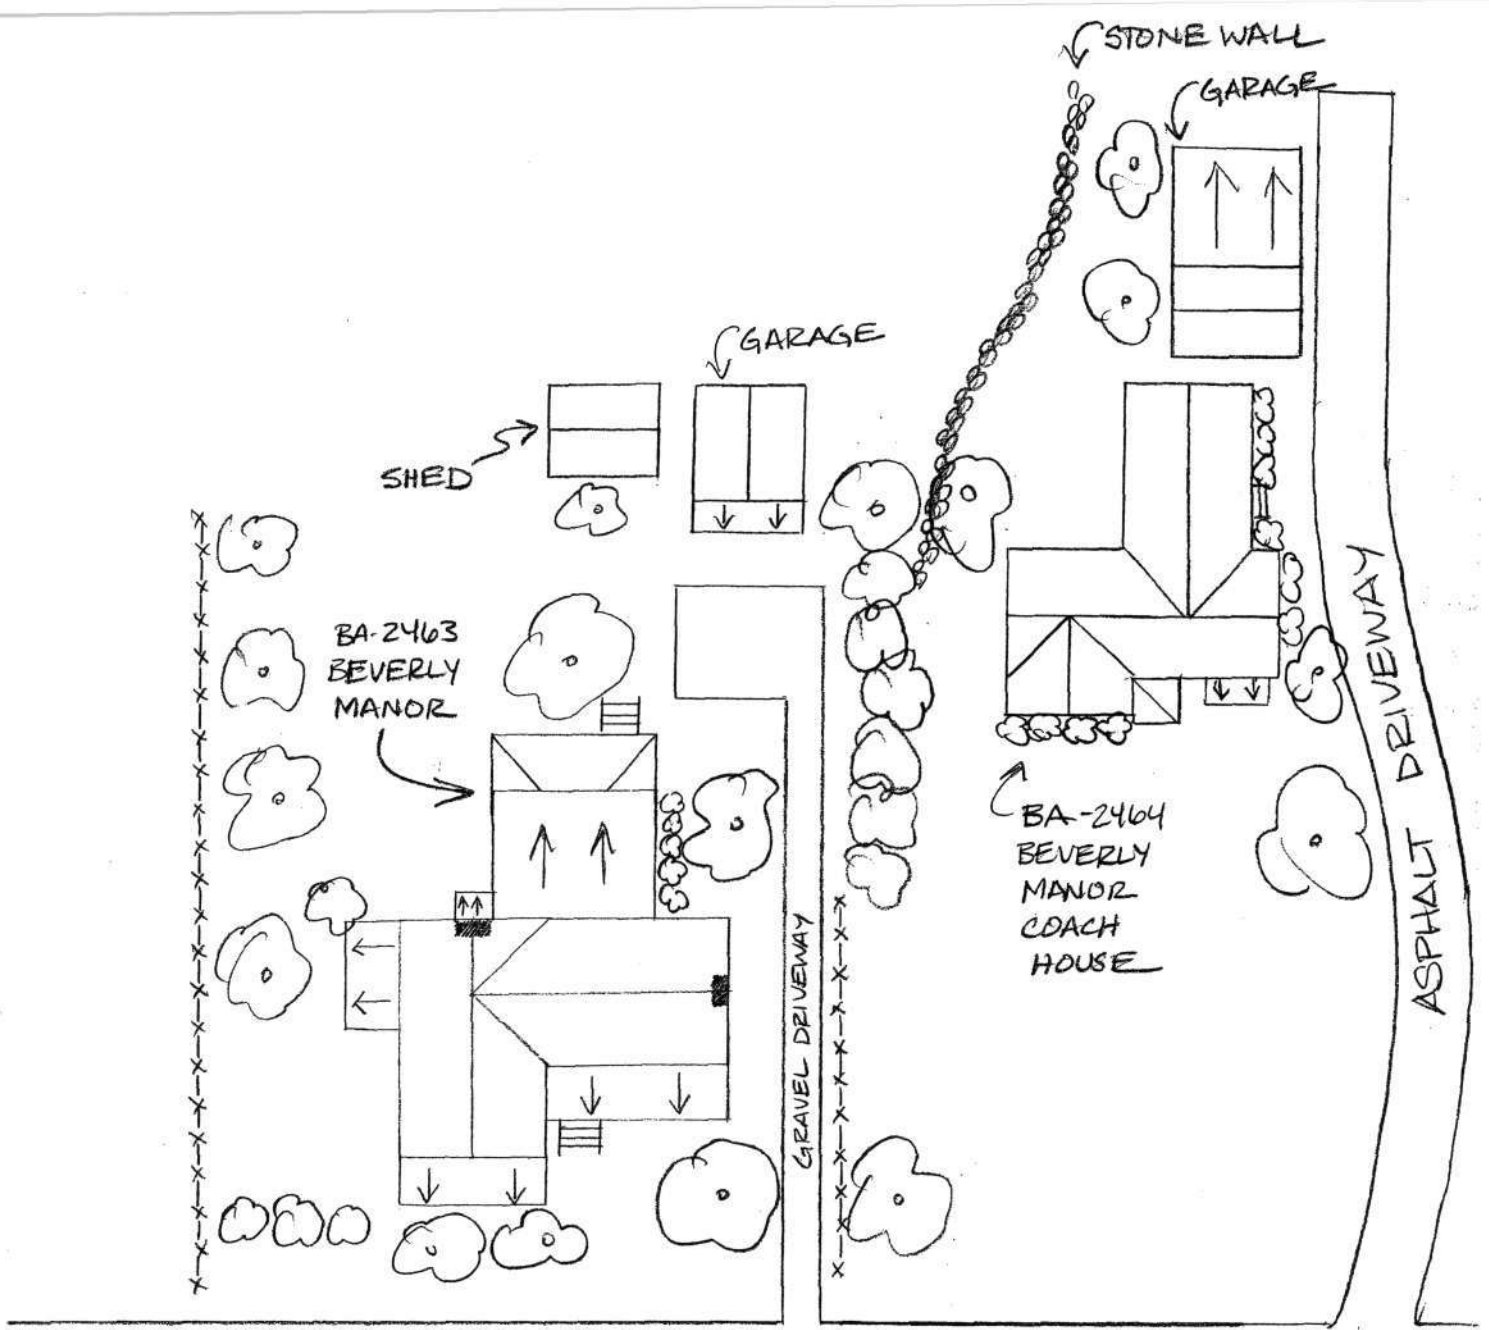 STONE WALL
GARAGE
GARAGE
SHED
BA-2463
BEVERLY
MANOR
BA-2464
BEVERLY
MANOR
COACH
HOUSE
GRAVEL DRIVEWAY
ASPHALT DRIVEWAY